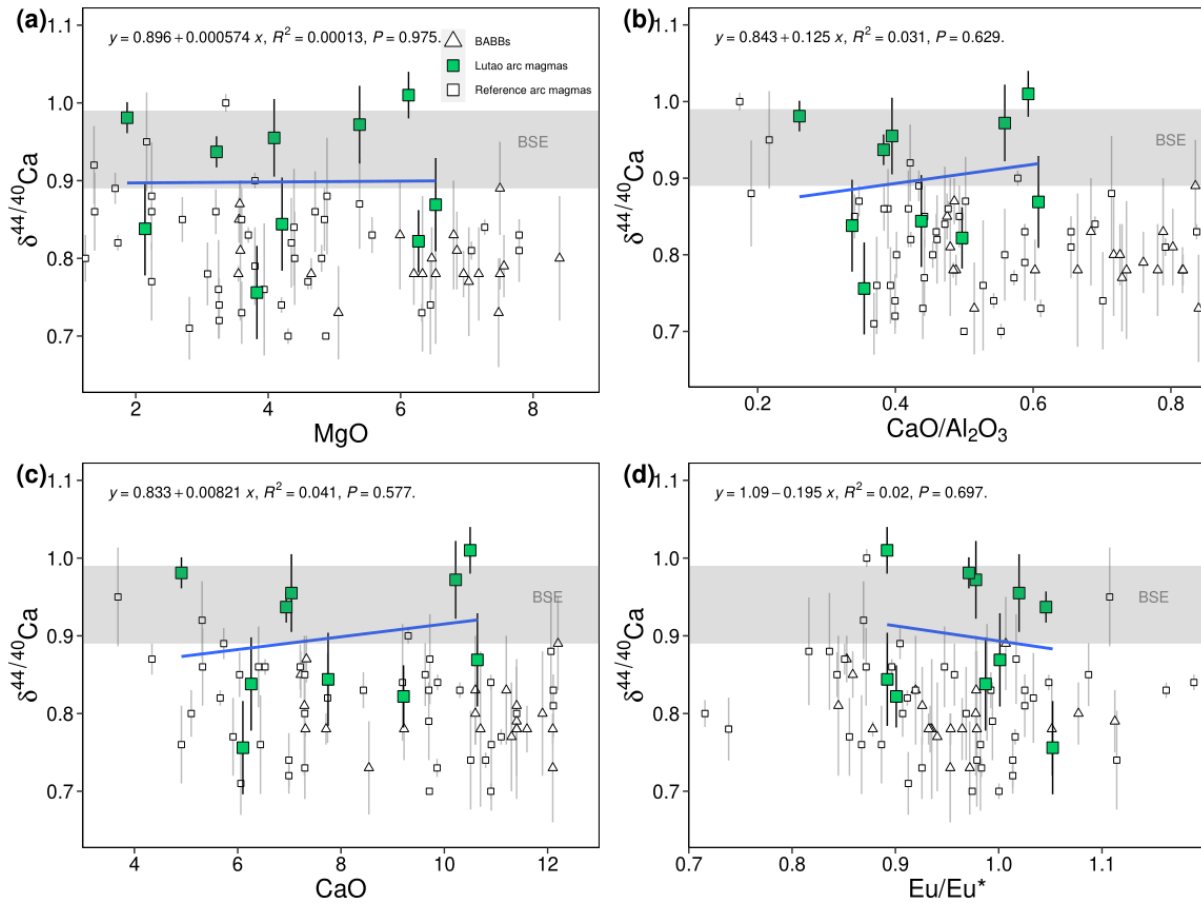 (a)
y = 0.896 + 0.000574 x, R² = 0.00013, P = 0.975.
BABBs
Lutao arc magmas
Reference arc magmas
BSE
1.1
1.0
0.9
0.8
0.7
δ⁴⁴/⁴⁰Ca
2 4 6 8
MgO
(b)
y = 0.843 + 0.125 x, R² = 0.031, P = 0.629.
BSE
1.1
1.0
0.9
0.8
0.7
δ⁴⁴/⁴⁰Ca
0.2 0.4 0.6 0.8
CaO/Al₂O₃
(c)
y = 0.833 + 0.00821 x, R² = 0.041, P = 0.577.
BSE
1.1
1.0
0.9
0.8
0.7
δ⁴⁴/⁴⁰Ca
4 6 8 10 12
CaO
(d)
y = 1.09 − 0.195 x, R² = 0.02, P = 0.697.
BSE
1.1
1.0
0.9
0.8
0.7
δ⁴⁴/⁴⁰Ca
0.7 0.9 1.0 1.1
Eu/Eu*